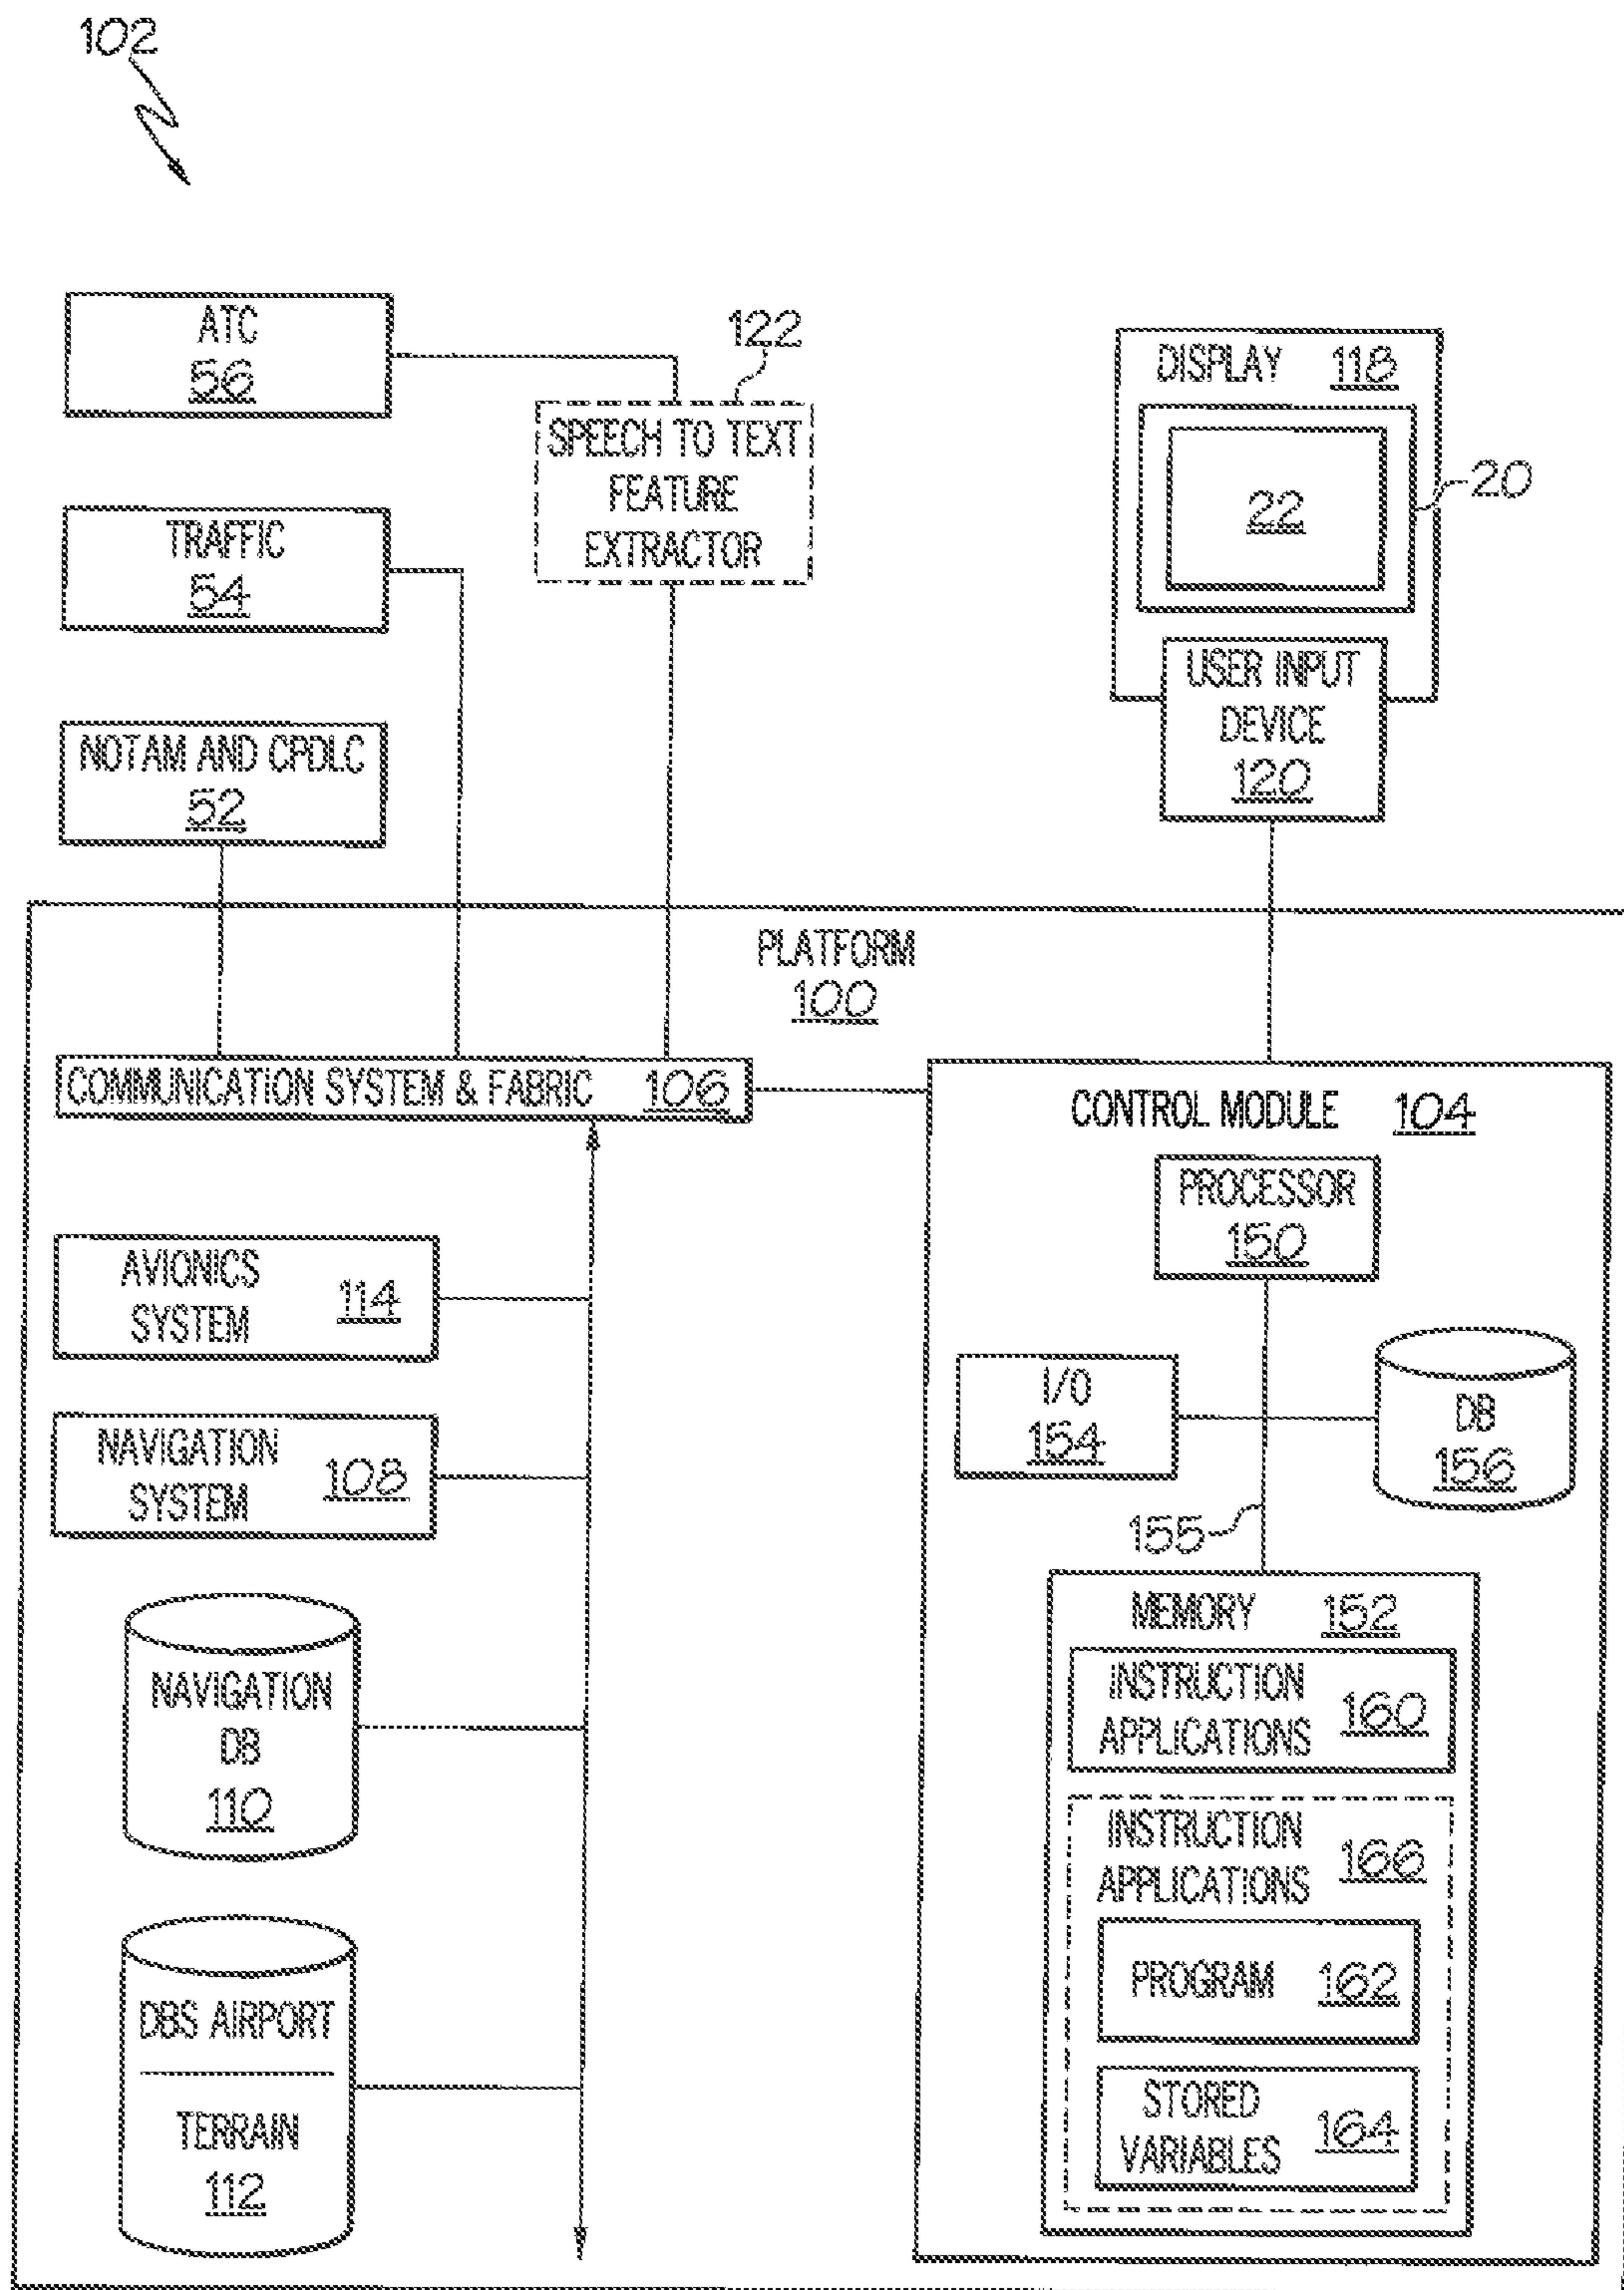 102
ATC
56
122
SPEECH TO TEXT
FEATURE
EXTRACTOR
DISPLAY 118
22
20
TRAFFIC
54
USER INPUT
DEVICE
120
NOTAM AND CPDLC
52
PLATFORM
100
COMMUNICATION SYSTEM & FABRIC 106
AVIONICS
SYSTEM
114
NAVIGATION
SYSTEM
108
NAVIGATION
DB
110
DBS AIRPORT
TERRAIN
112
CONTROL MODULE 104
PROCESSOR
150
I/O
154
DB
156
155
MEMORY 152
INSTRUCTION
APPLICATIONS
160
INSTRUCTION
APPLICATIONS
166
PROGRAM 162
STORED
VARIABLES
164